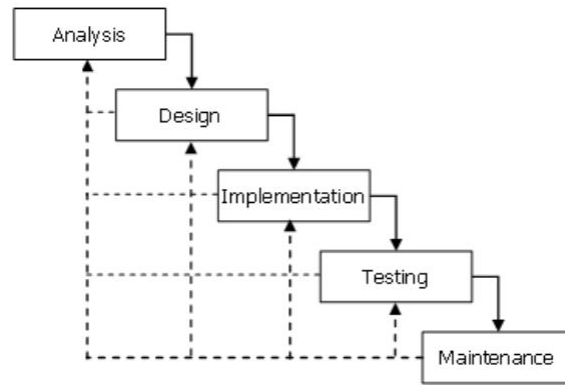 Analysis
Design
Implementation
Testing
Maintenance